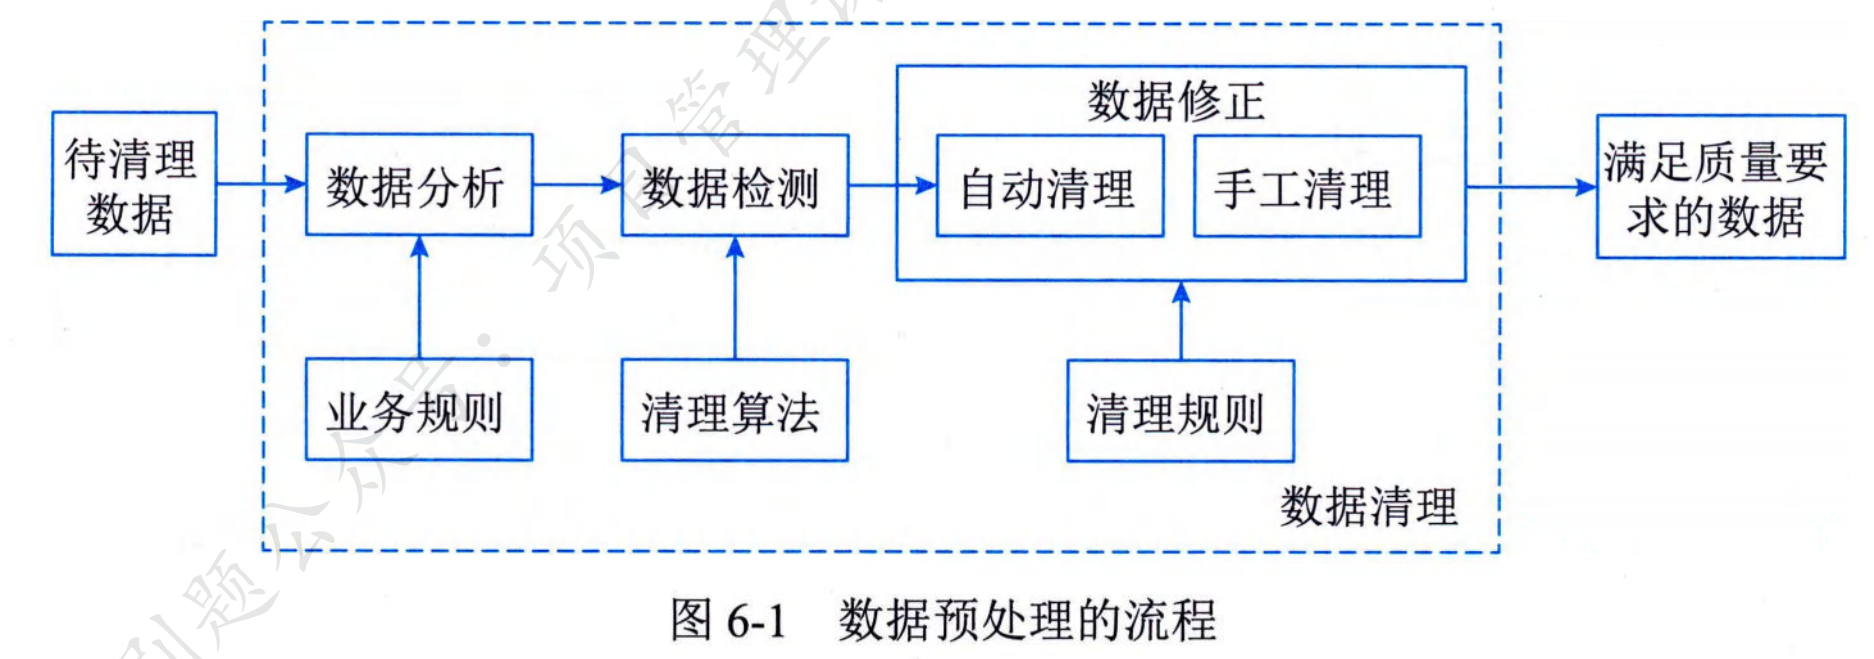 数据修正
待清理
数据
数据分析
数据检测
自动清理
手工清理
满足质量要
求的数据
业务规则
清理算法
清理规则
数据清理
图 6-1 数据预处理的流程
刷题公众号：项目管理